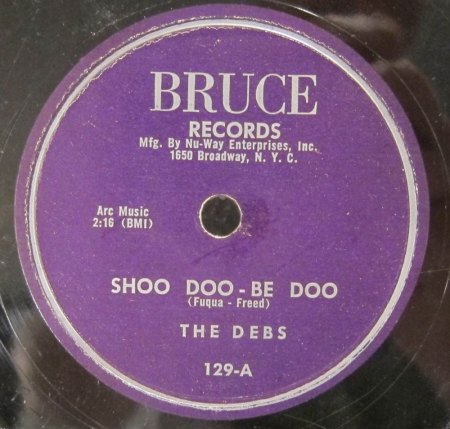 BRUCE
RECORDS
Mfg. By Nu-Way Enterprises, Inc.
1650 Broadway, N. Y. C.
Arc Music
2:16 (BMI)
SHOO DOO - BE DOO
(Fuqua - Freed)
THE DEBS
129-A